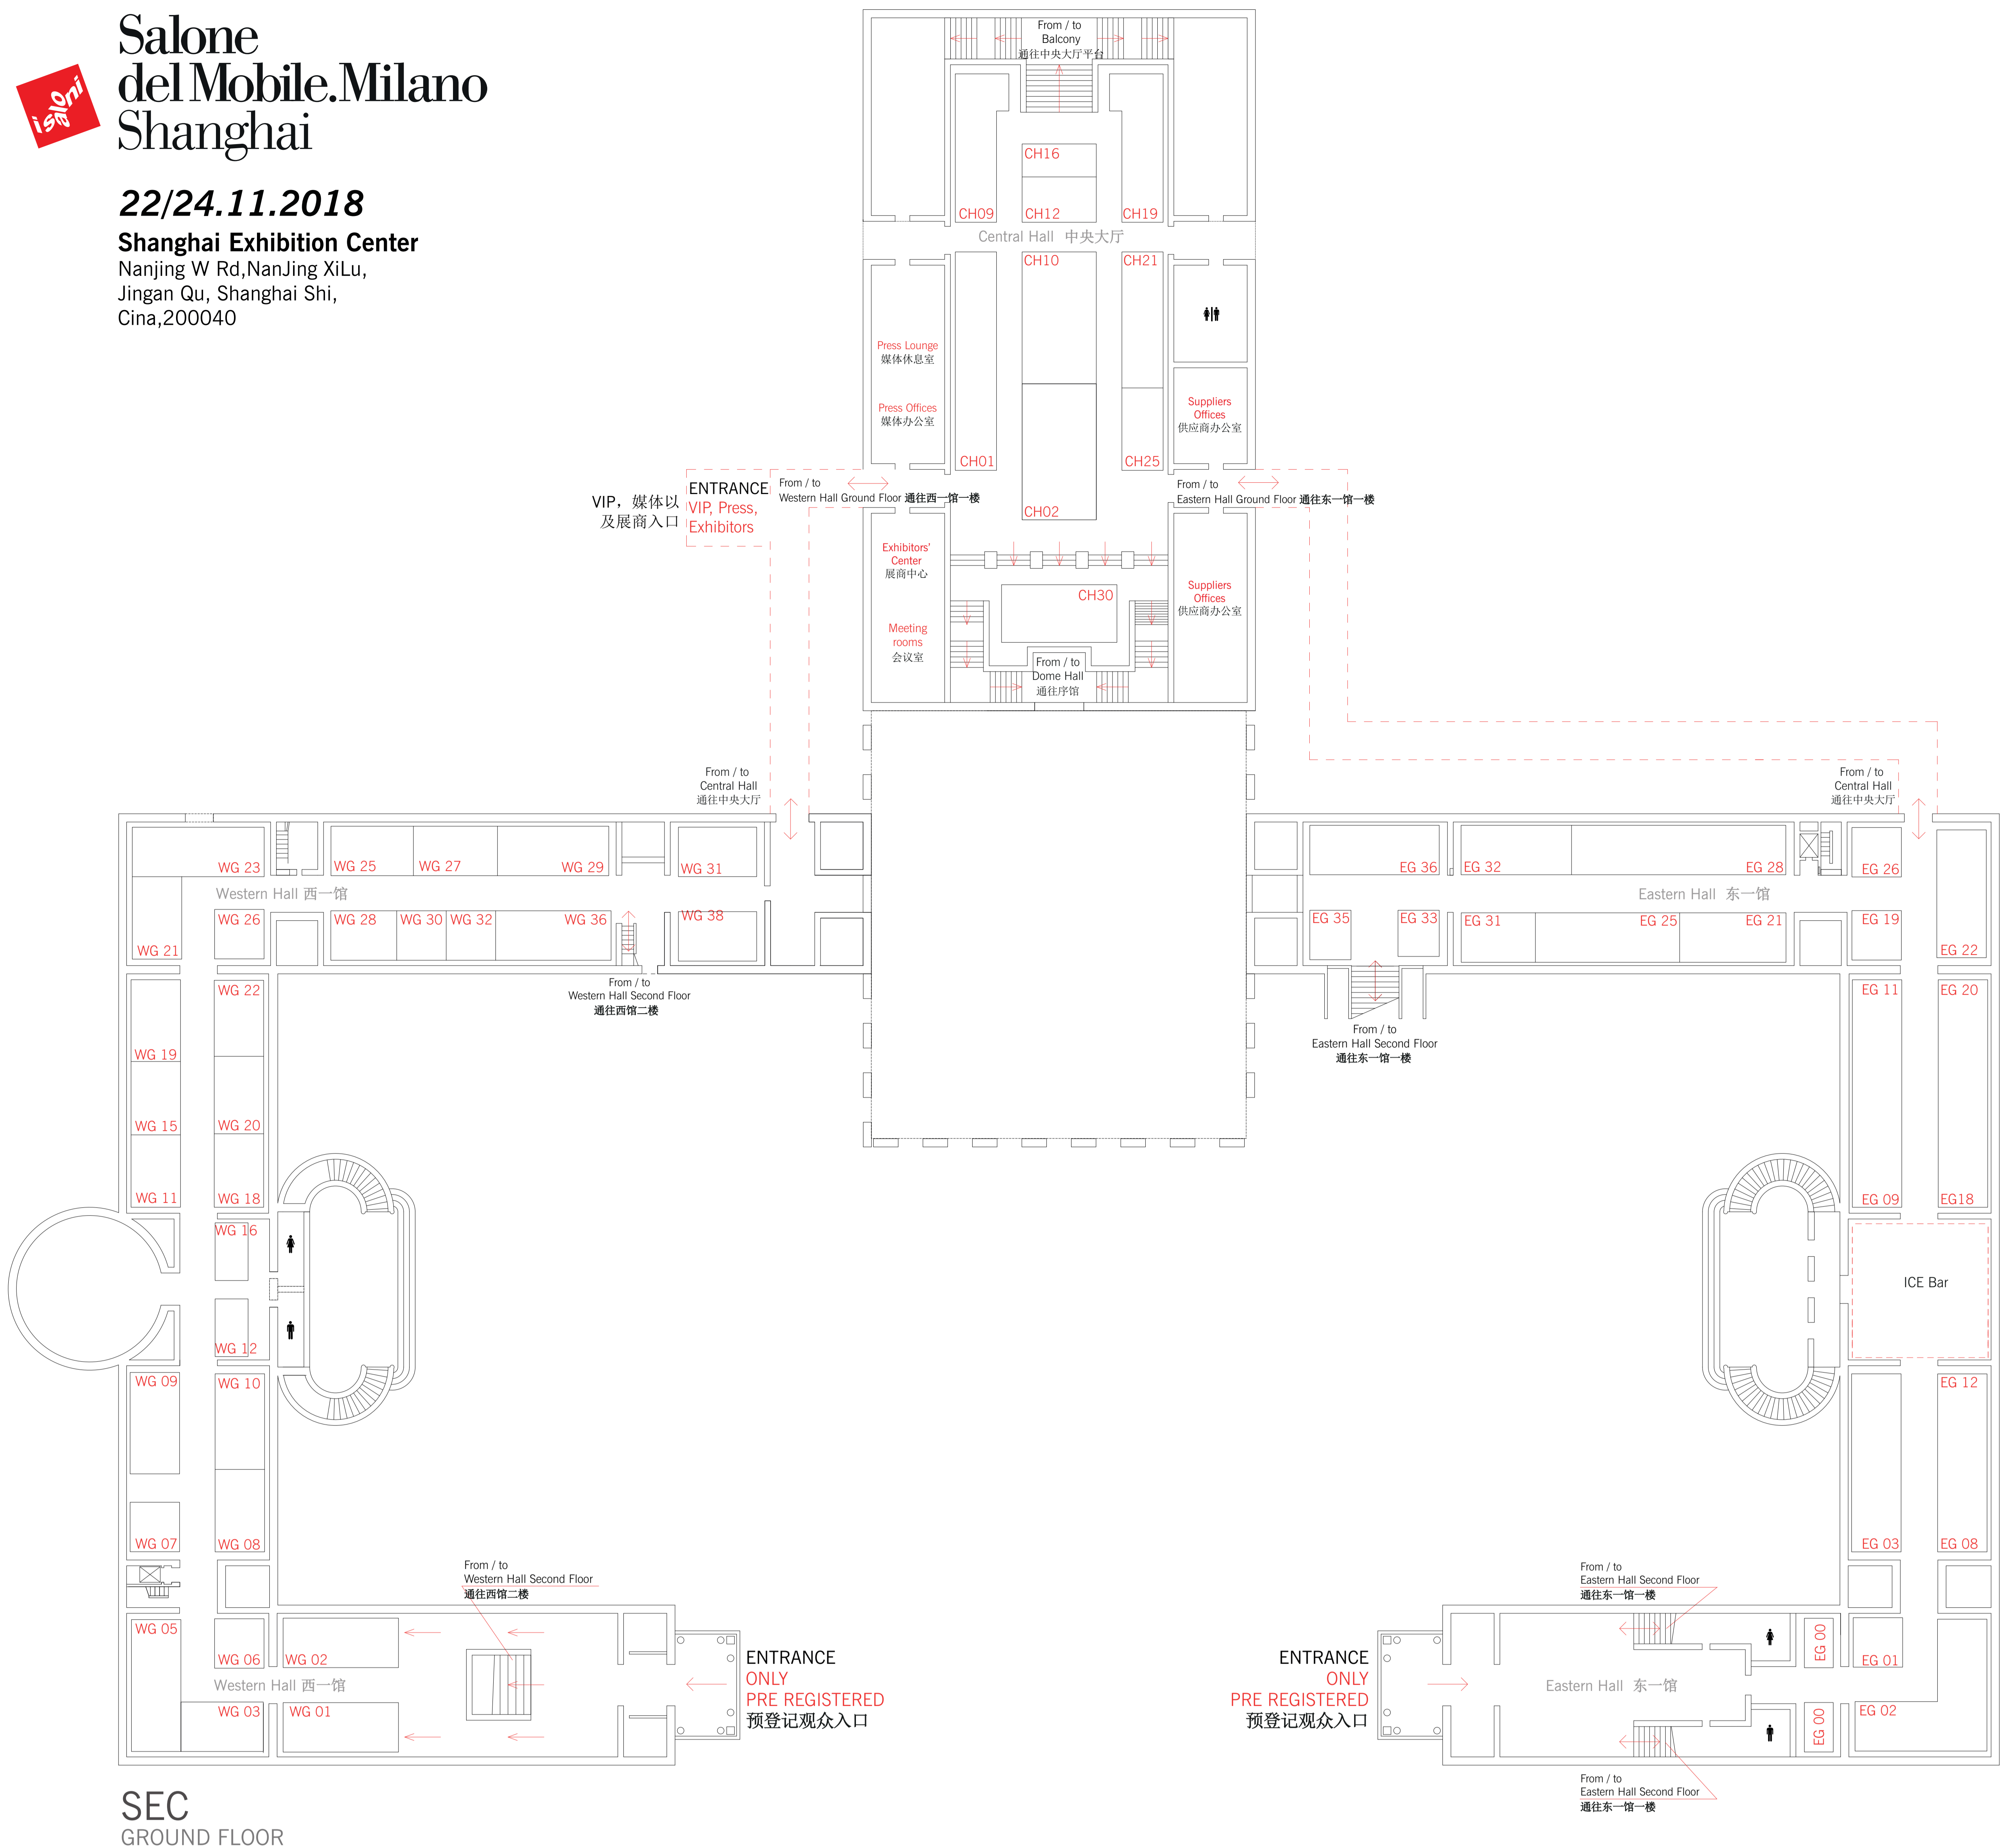 Salone
del Mobile.Milano
Shanghai
i saloni
22/24.11.2018
Shanghai Exhibition Center
Nanjing W Rd,NanJing XiLu,
Jingan Qu, Shanghai Shi,
Cina,200040
From / to
Balcony
通往中央大厅平台
CH16
CH09
CH12
CH19
Central Hall 中央大厅
CH10
CH21
Press Lounge
媒体休息室
Press Offices
媒体办公室
Suppliers
Offices
供应商办公室
CH01
CH25
VIP，媒体以
及展商入口
ENTRANCE
VIP, Press,
Exhibitors
From / to
Western Hall Ground Floor 通往西一馆一楼
From / to
Eastern Hall Ground Floor 通往东一馆一楼
CH02
Exhibitors'
Center
展商中心
CH30
Suppliers
Offices
供应商办公室
Meeting
rooms
会议室
From / to
Dome Hall
通往序馆
From / to
Central Hall
通往中央大厅
From / to
Central Hall
通往中央大厅
WG 23
WG 25
WG 27
WG 29
WG 31
EG 36
EG 32
EG 28
EG 26
Western Hall 西一馆
Eastern Hall 东一馆
WG 26
WG 28
WG 30
WG 32
WG 36
WG 38
EG 35
EG 33
EG 31
EG 25
EG 21
EG 19
WG 21
EG 22
From / to
Western Hall Second Floor
通往西馆二楼
WG 22
EG 11
EG 20
From / to
Eastern Hall Second Floor
通往东一馆一楼
WG 19
WG 15
WG 20
WG 11
WG 18
EG 09
EG18
WG 16
ICE Bar
WG 12
WG 09
WG 10
EG 12
WG 07
WG 08
EG 03
EG 08
From / to
Western Hall Second Floor
通往西馆二楼
From / to
Eastern Hall Second Floor
通往东一馆一楼
WG 05
WG 06
WG 02
EG 00
EG 01
Western Hall 西一馆
Eastern Hall 东一馆
ENTRANCE
ONLY
PRE REGISTERED
预登记观众入口
ENTRANCE
ONLY
PRE REGISTERED
预登记观众入口
WG 03
WG 01
EG 00
EG 02
From / to
Eastern Hall Second Floor
通往东一馆一楼
SEC
GROUND FLOOR